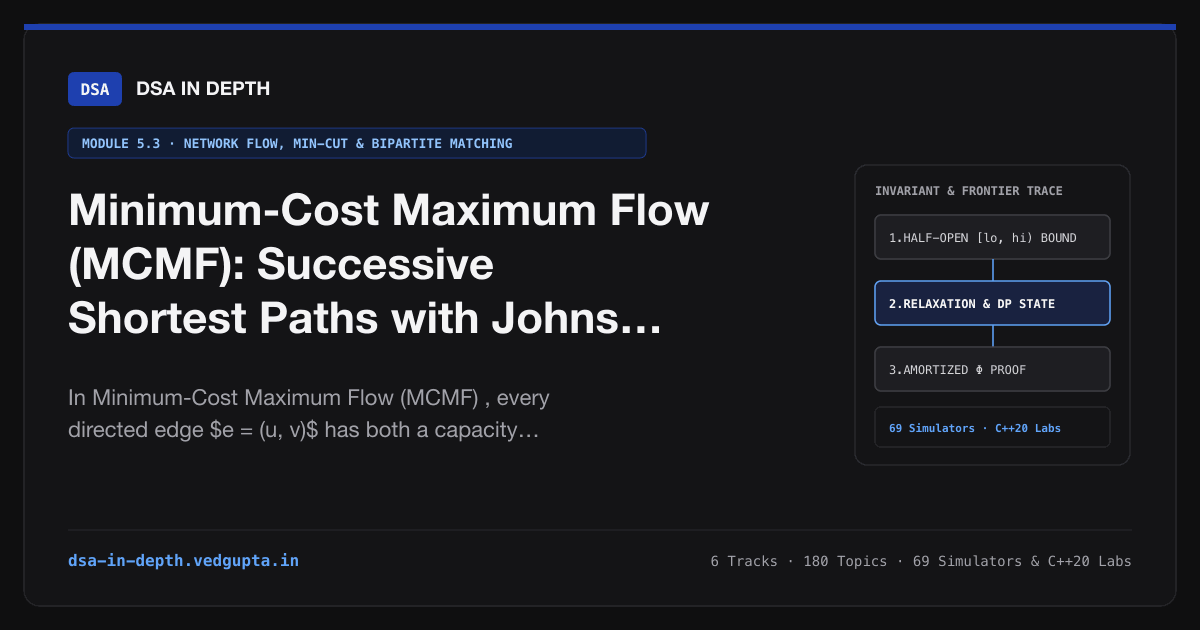 DSA
DSA IN DEPTH
MODULE 5.3 · NETWORK FLOW, MIN-CUT & BIPARTITE MATCHING
Minimum-Cost Maximum Flow
(MCMF): Successive
Shortest Paths with Johns…
In Minimum-Cost Maximum Flow (MCMF) , every
directed edge $e = (u, v)$ has both a capacity…
INVARIANT & FRONTIER TRACE
1.HALF-OPEN [lo, hi) BOUND
2.RELAXATION & DP STATE
3.AMORTIZED Φ PROOF
69 Simulators · C++20 Labs
dsa-in-depth.vedgupta.in
6 Tracks · 180 Topics · 69 Simulators & C++20 Labs